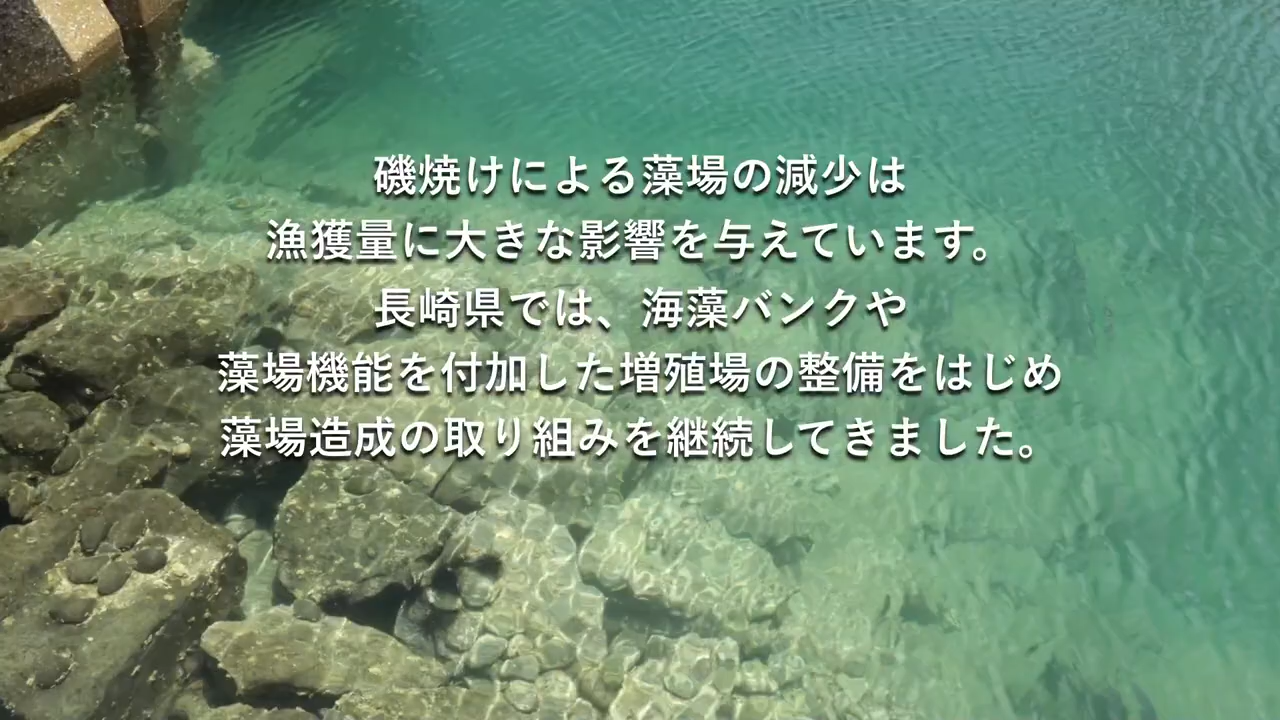 磯焼けによる藻場の減少は
漁獲量に大きな影響を与えています。
長崎県では、海藻バンクや
藻場機能を付加した増殖場の整備をはじめ
藻場造成の取り組みを継続してきました。